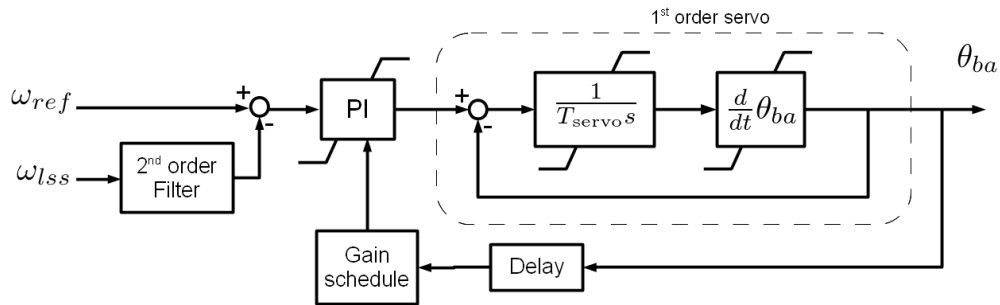 1st order servo
θba
ωref
+
-
PI
+
-
1
Tservo s
d
dt
θba
ωlss
2nd order
Filter
Gain
schedule
Delay